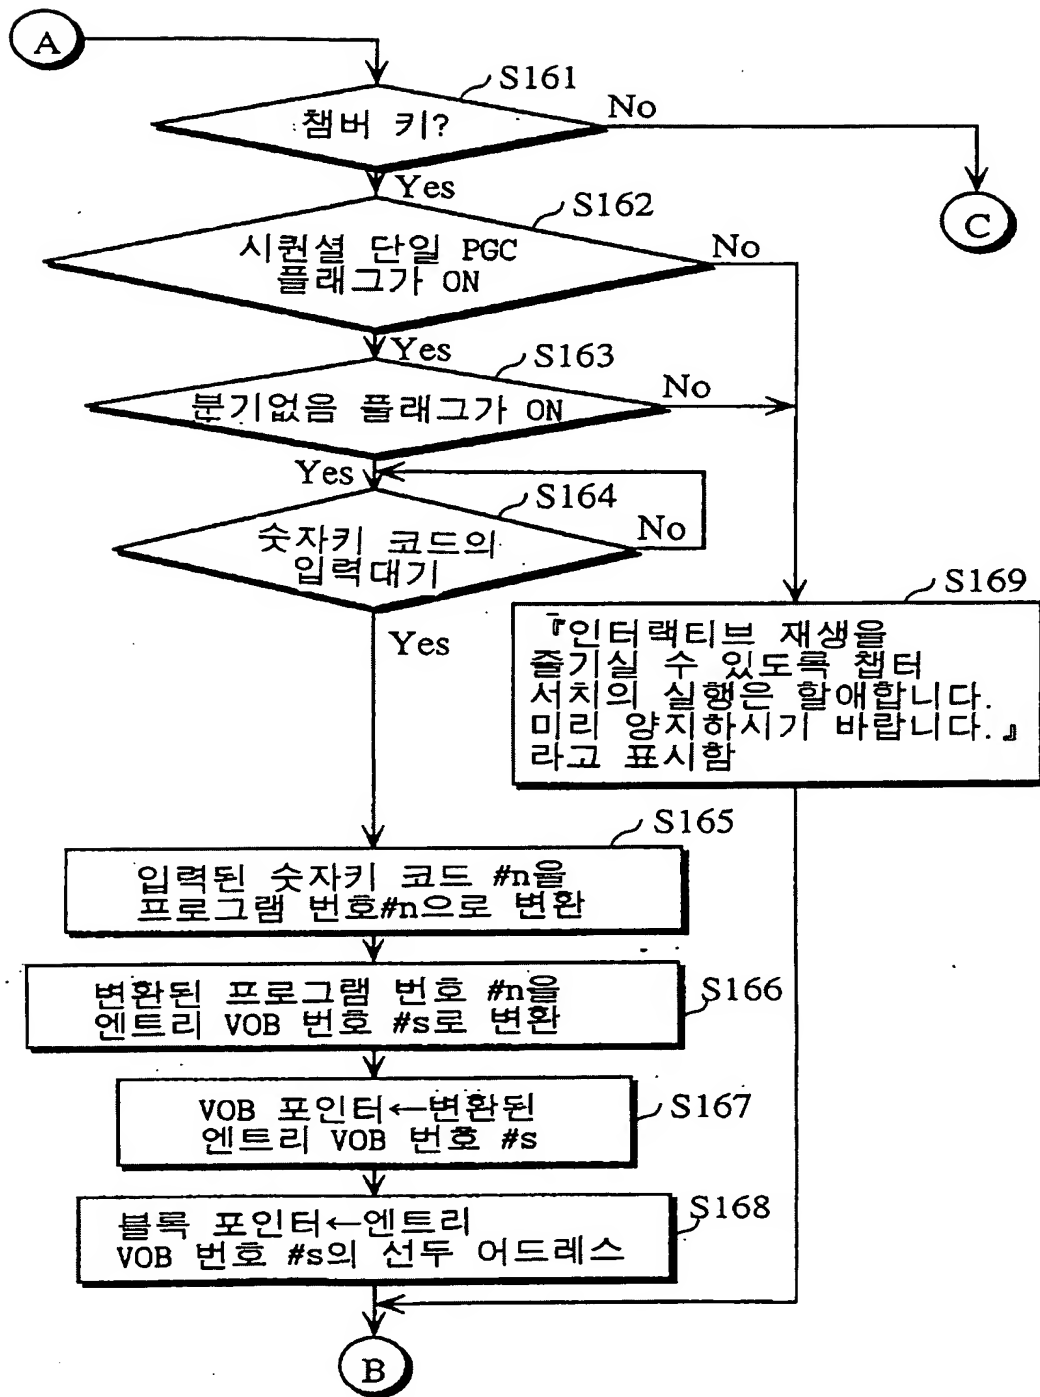 A
S161
챔버 키?
No
Yes
C
S162
시퀀셜 단일 PGC
플래그가 ON
No
Yes
S163
분기없음 플래그가 ON
No
Yes
S164
숫자키 코드의
입력대기
No
Yes
S169
『인터랙티브 재생을
즐기실 수 있도록 챕터
서치의 실행은 할애합니다.
미리 양지하시기 바랍니다.』
라고 표시함
S165
입력된 숫자키 코드 #n을
프로그램 번호#n으로 변환
S166
변환된 프로그램 번호 #n을
엔트리 VOB 번호 #s로 변환
S167
VOB 포인터←변환된
엔트리 VOB 번호 #s
S168
블록 포인터←엔트리
VOB 번호 #s의 선두 어드레스
B